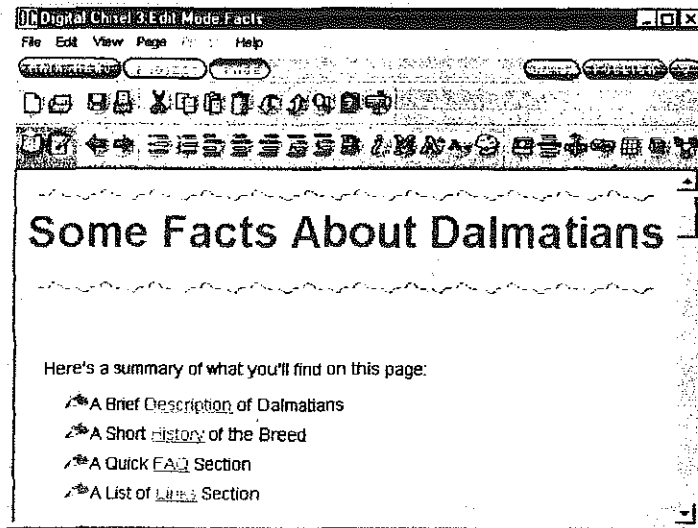 Digital Chisel 3:Edit Mode:Facts
File Edit View Page Help
Some Facts About Dalmatians
Here's a summary of what you'll find on this page:
A Brief Description of Dalmatians
A Short History of the Breed
A Quick FAQ Section
A List of Links Section